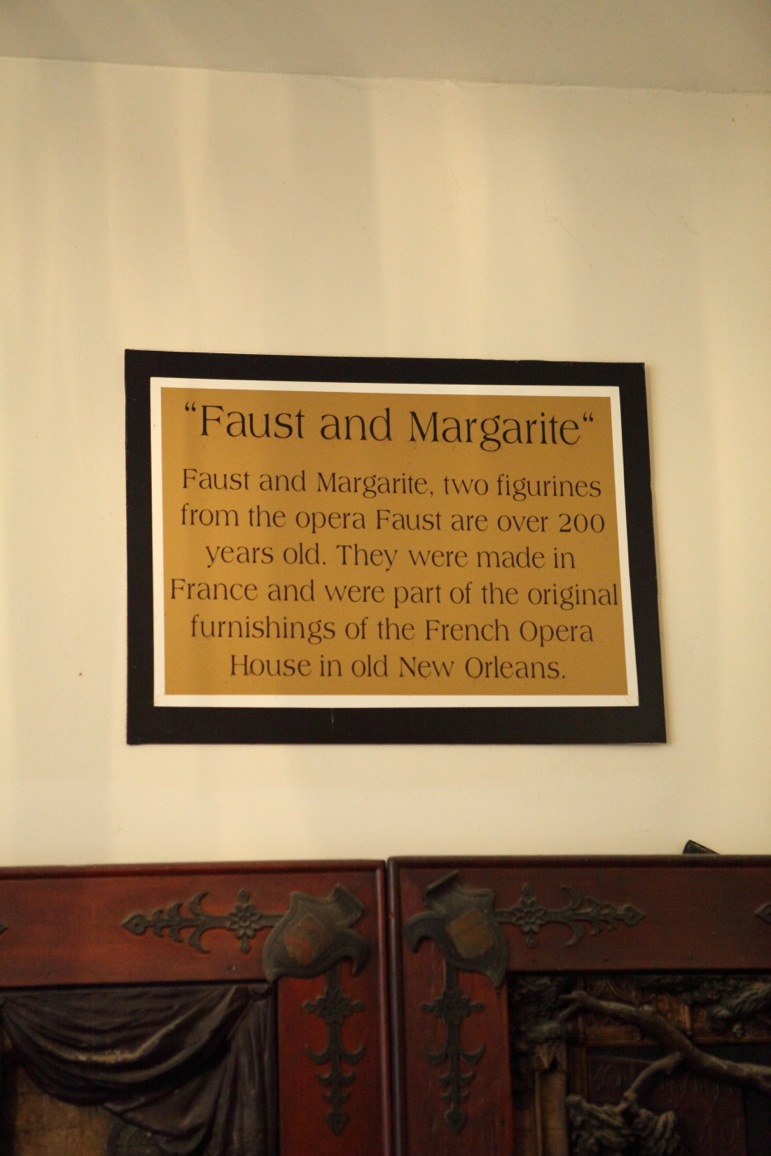 “Faust and Margarite“
Faust and Margarite, two figurines
from the opera Faust are over 200
years old. They were made in
France and were part of the original
furnishings of the French Opera
House in old New Orleans.